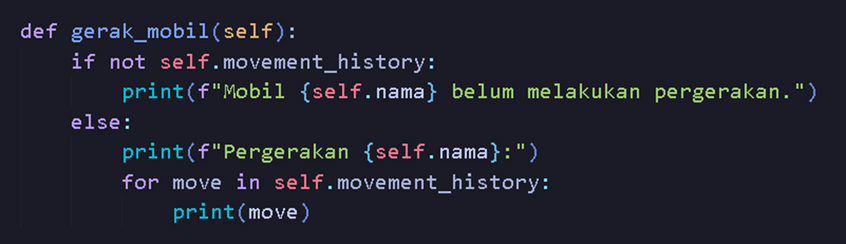 def gerak_mobil(self):
    if not self.movement_history:
        print(f"Mobil {self.nama} belum melakukan pergerakan.")
    else:
        print(f"Pergerakan {self.nama}:")
        for move in self.movement_history:
            print(move)